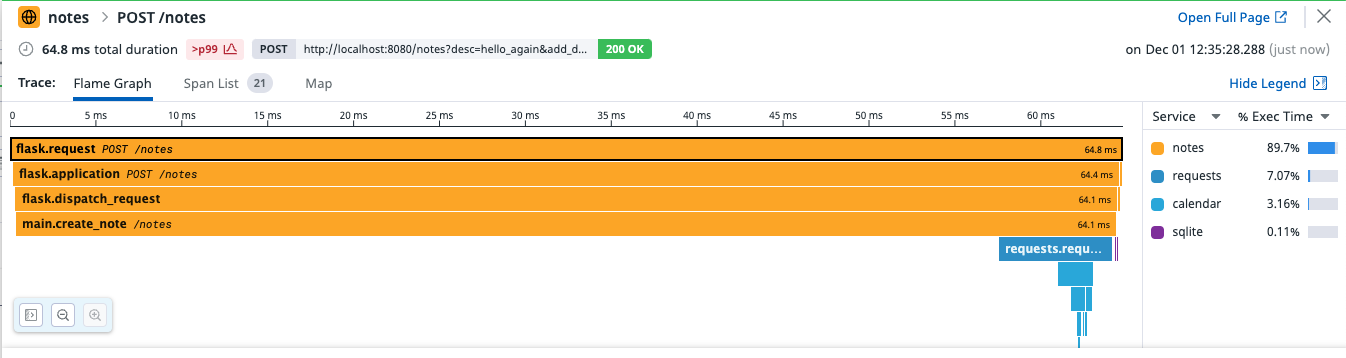 notes > POST /notes
Open Full Page
64.8 ms total duration >p99 POST http://localhost:8080/notes?desc=hello_again&add_d... 200 OK
on Dec 01 12:35:28.288 (just now)
Trace: Flame Graph Span List 21 Map
Hide Legend
0 5 ms 10 ms 15 ms 20 ms 25 ms 30 ms 35 ms 40 ms 45 ms 50 ms 55 ms 60 ms
flask.request POST /notes 64.8 ms
flask.application POST /notes 64.4 ms
flask.dispatch_request 64.1 ms
main.create_note /notes 64.1 ms
requests.requ...
Service % Exec Time
notes 89.7%
requests 7.07%
calendar 3.16%
sqlite 0.11%